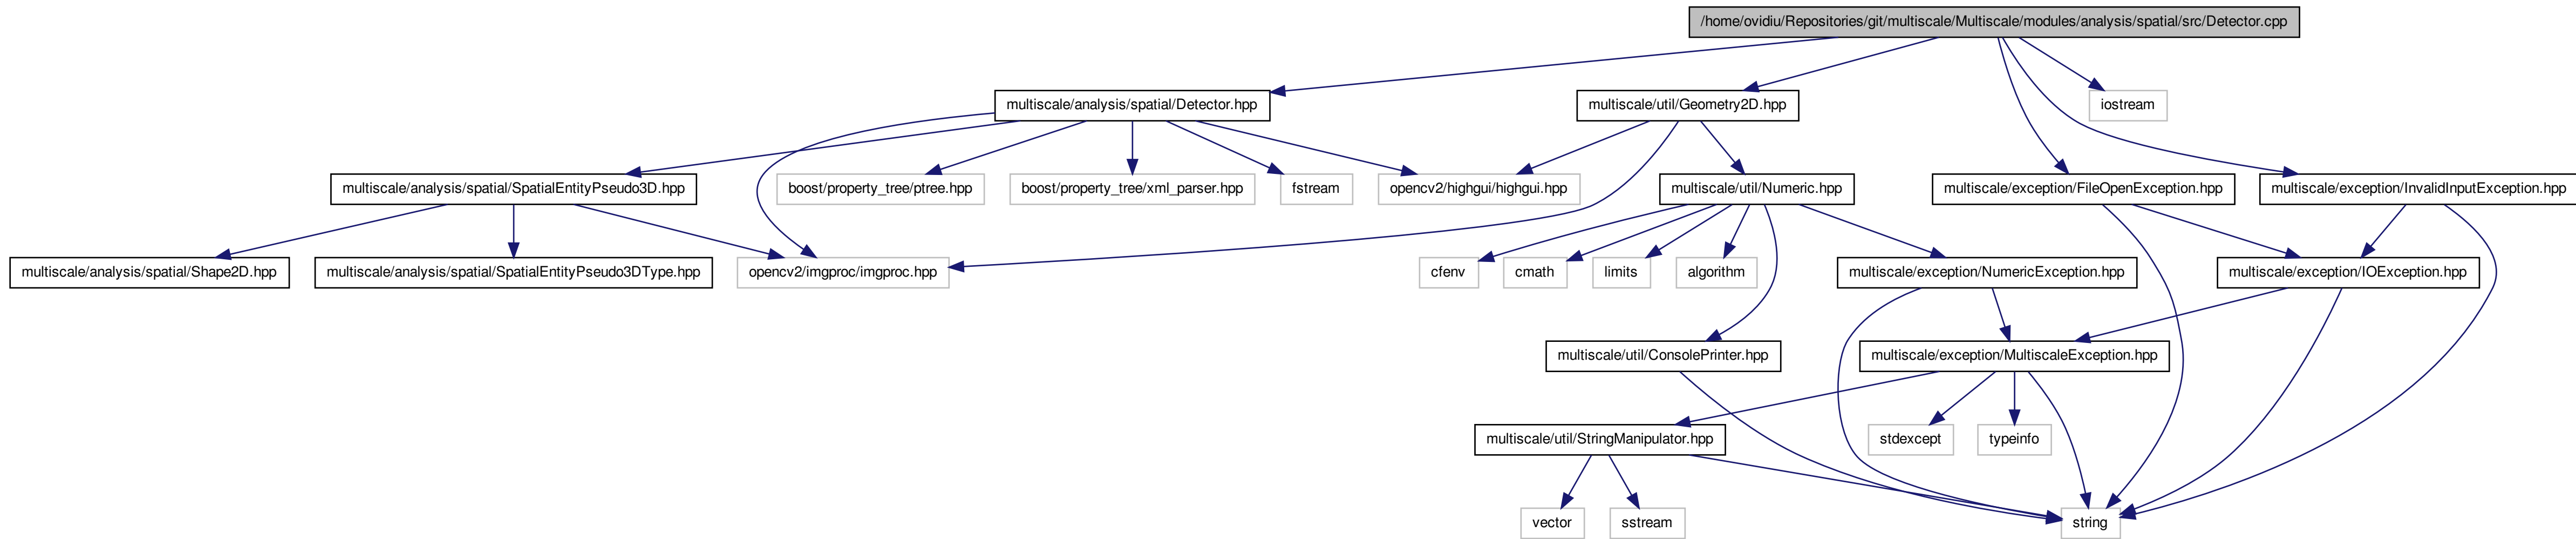 /home/ovidiu/Repositories/git/multiscale/Multiscale/modules/analysis/spatial/src/Detector.cpp
multiscale/analysis/spatial/Detector.hpp
multiscale/util/Geometry2D.hpp
iostream
multiscale/analysis/spatial/SpatialEntityPseudo3D.hpp
boost/property_tree/ptree.hpp
boost/property_tree/xml_parser.hpp
fstream
opencv2/highgui/highgui.hpp
multiscale/util/Numeric.hpp
multiscale/exception/FileOpenException.hpp
multiscale/exception/InvalidInputException.hpp
multiscale/analysis/spatial/Shape2D.hpp
multiscale/analysis/spatial/SpatialEntityPseudo3DType.hpp
opencv2/imgproc/imgproc.hpp
cfenv
cmath
limits
algorithm
multiscale/exception/NumericException.hpp
multiscale/exception/IOException.hpp
multiscale/util/ConsolePrinter.hpp
multiscale/exception/MultiscaleException.hpp
multiscale/util/StringManipulator.hpp
stdexcept
typeinfo
vector
sstream
string